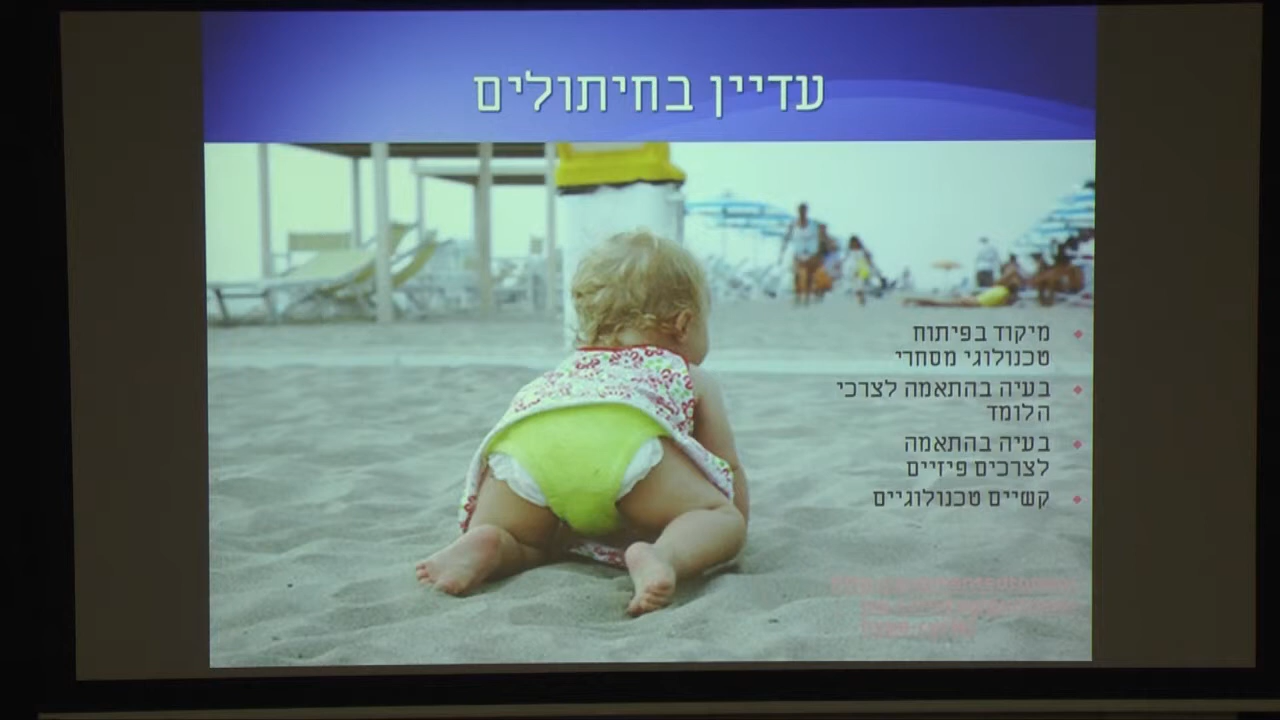 עדיין בחיתולים
מיקוד בפיתוח
טכנולוגי מסחרי
בעיה בהתאמה לצרכי
הלומד
בעיה בהתאמה
לצרכים פיזיים
קשיים טכנולוגיים